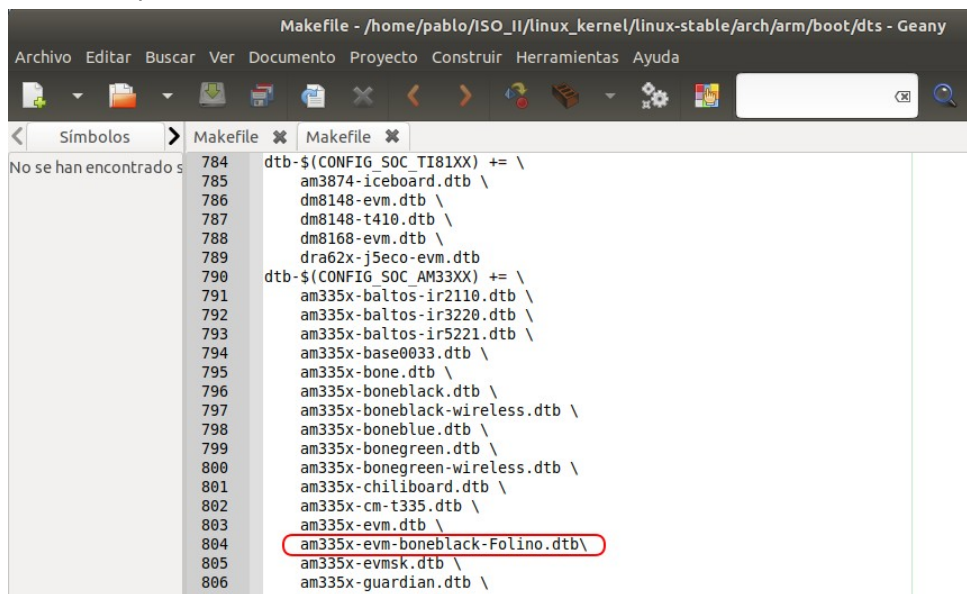 Makefile - /home/pablo/ISO_II/linux_kernel/linux-stable/arch/arm/boot/dts - Geany
Archivo Editar Buscar Ver Documento Proyecto Construir Herramientas Ayuda
Símbolos Makefile Makefile
No se han encontrado s
784 dtb-$(CONFIG_SOC_TI81XX) += \
785 am3874-iceboard.dtb \
786 dm8148-evm.dtb \
787 dm8148-t410.dtb \
788 dm8168-evm.dtb \
789 dra62x-j5eco-evm.dtb
790 dtb-$(CONFIG_SOC_AM33XX) += \
791 am335x-baltos-ir2110.dtb \
792 am335x-baltos-ir3220.dtb \
793 am335x-baltos-ir5221.dtb \
794 am335x-base0033.dtb \
795 am335x-bone.dtb \
796 am335x-boneblack.dtb \
797 am335x-boneblack-wireless.dtb \
798 am335x-boneblue.dtb \
799 am335x-bonegreen.dtb \
800 am335x-bonegreen-wireless.dtb \
801 am335x-chiliboard.dtb \
802 am335x-cm-t335.dtb \
803 am335x-evm.dtb \
804 am335x-evm-boneblack-Folino.dtb\
805 am335x-evmsk.dtb \
806 am335x-guardian.dtb \